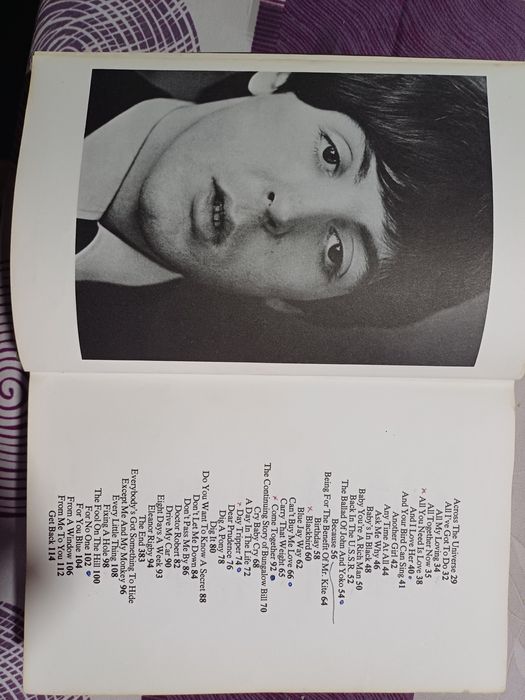 Across The Universe 29
All I've Got To Do 32
All My Loving 34
All Together Now 35
All You Need Is Love 38
And I Love Her 40
And Your Bird Can Sing 41
Another Girl 42
Any Time At All 44
Ask Me Why 46
Baby's In Black 48
Baby You're A Rich Man 50
Back In The U.S.S.R. 52
The Ballad Of John And Yoko 54
Because 56
Being For The Benefit Of Mr. Kite 64
Birthday 58
Blackbird 60
Blue Jay Way 62
Can't Buy Me Love 66
Carry That Weight 65
Come Together 92
The Continuing Story of Bungalow Bill 70
Cry Baby Cry 68
A Day In The Life 72
Day Tripper 74
Dear Prudence 76
Dig A Pony 78
Dig It 80
Do You Want To Know A Secret 88
Don't Let Me Down 84
Don't Pass Me By 86
Doctor Robert 82
Drive My Car 90
Eight Days A Week 93
Eleanor Rigby 94
The End 83
Everybody's Got Something To Hide
Except Me And My Monkey 96
Every Little Thing 108
Fixing A Hole 98
The Fool On The Hill 100
For No One 102
For You Blue 104
From A Window 106
From Me To You 112
Get Back 114